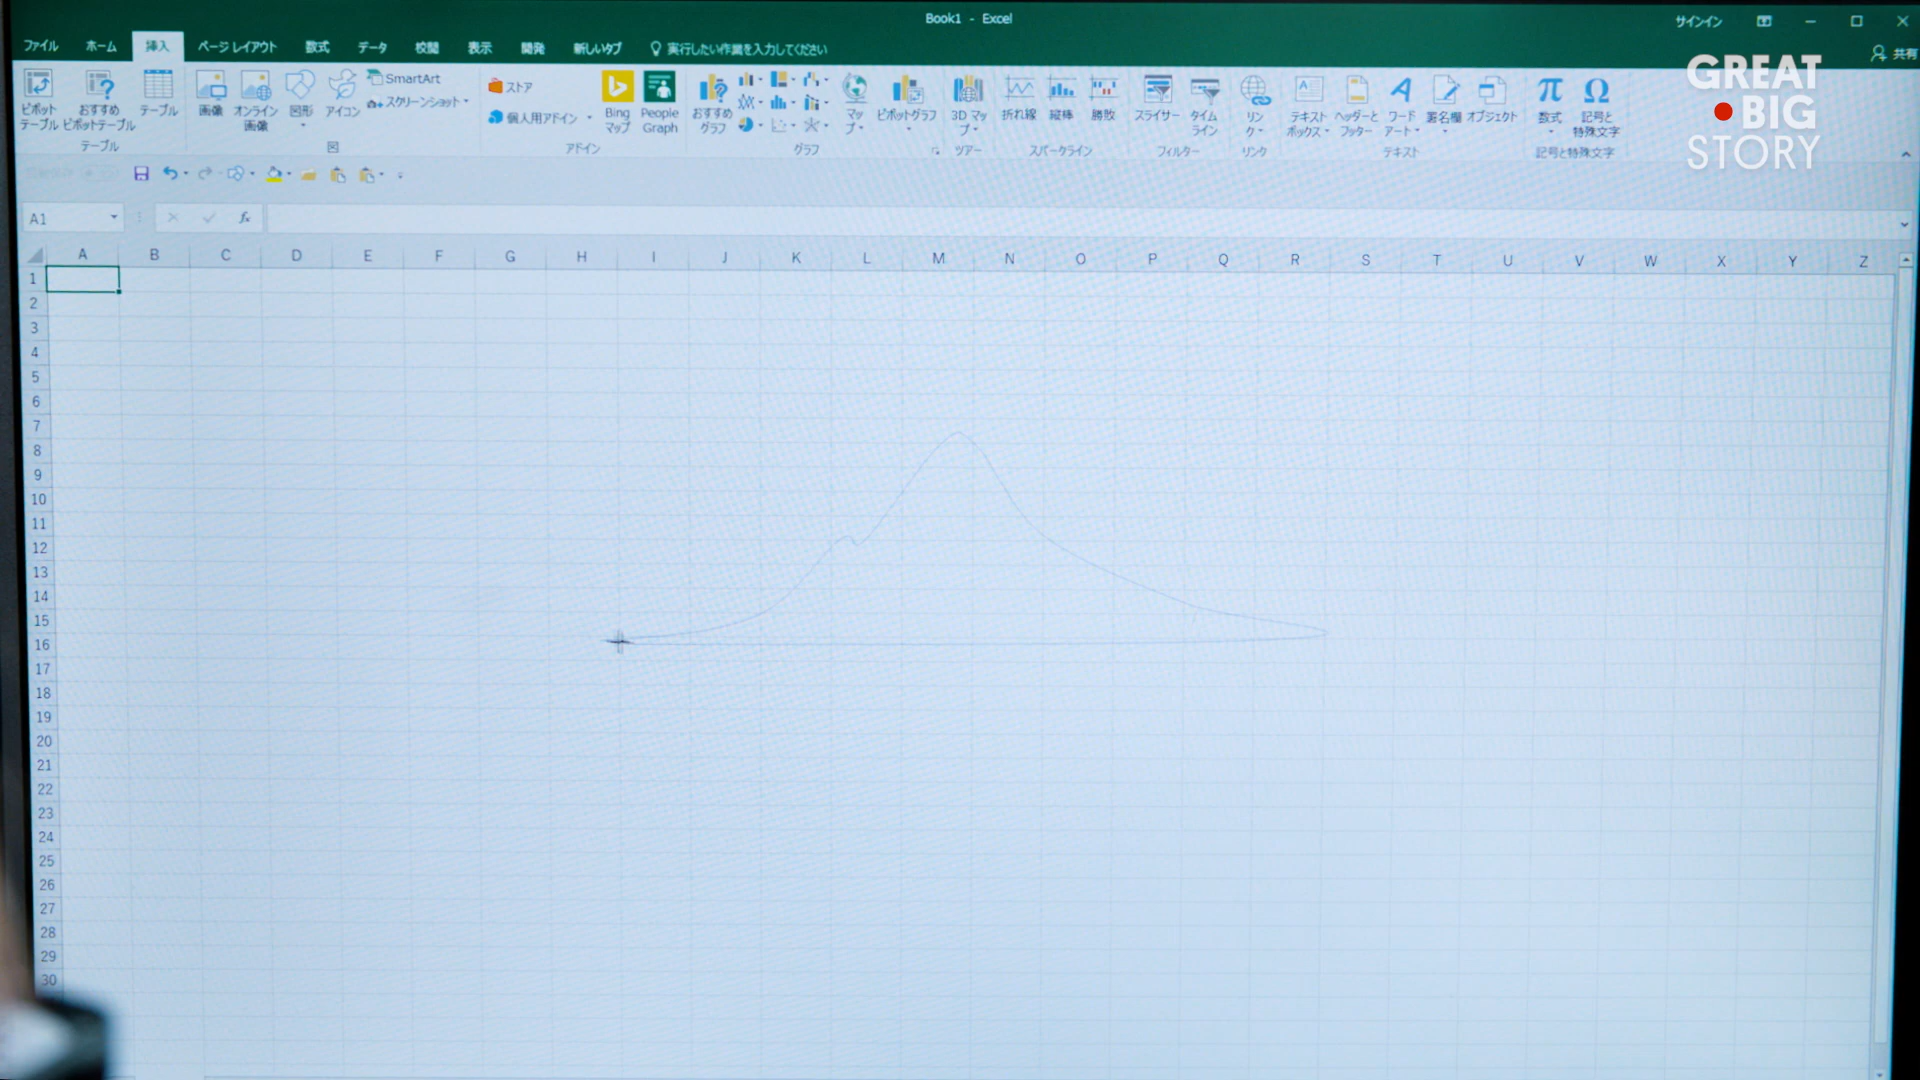 Book1 - Excel
サインイン
ファイル ホーム 挿入 ページ レイアウト 数式 データ 校閲 表示 開発 新しいタブ 実行したい作業を入力してください
共有
GREAT
BIG
STORY
ピボット
テーブル
おすすめ
ピボットテーブル
テーブル
テーブル
画像
オンライン
画像
図形
アイコン
SmartArt
スクリーンショット
図
ストア
個人用アドイン
Bing
マップ
People
Graph
アドイン
おすすめ
グラフ
マッ
プ
ピボットグラフ
グラフ
3D マッ
プ
ツアー
折れ線
縦棒
勝敗
スパークライン
スライサー
タイム
ライン
フィルター
リン
ク
リンク
テキスト
ボックス
ヘッダーと
フッター
ワード
アート
署名欄
オブジェクト
テキスト
π
数式
Ω
記号と
特殊文字
記号と特殊文字
A1
fx
A B C D E F G H I J K L M N O P Q R S T U V W X Y Z
1
2
3
4
5
6
7
8
9
10
11
12
13
14
15
16
17
18
19
20
21
22
23
24
25
26
27
28
29
30